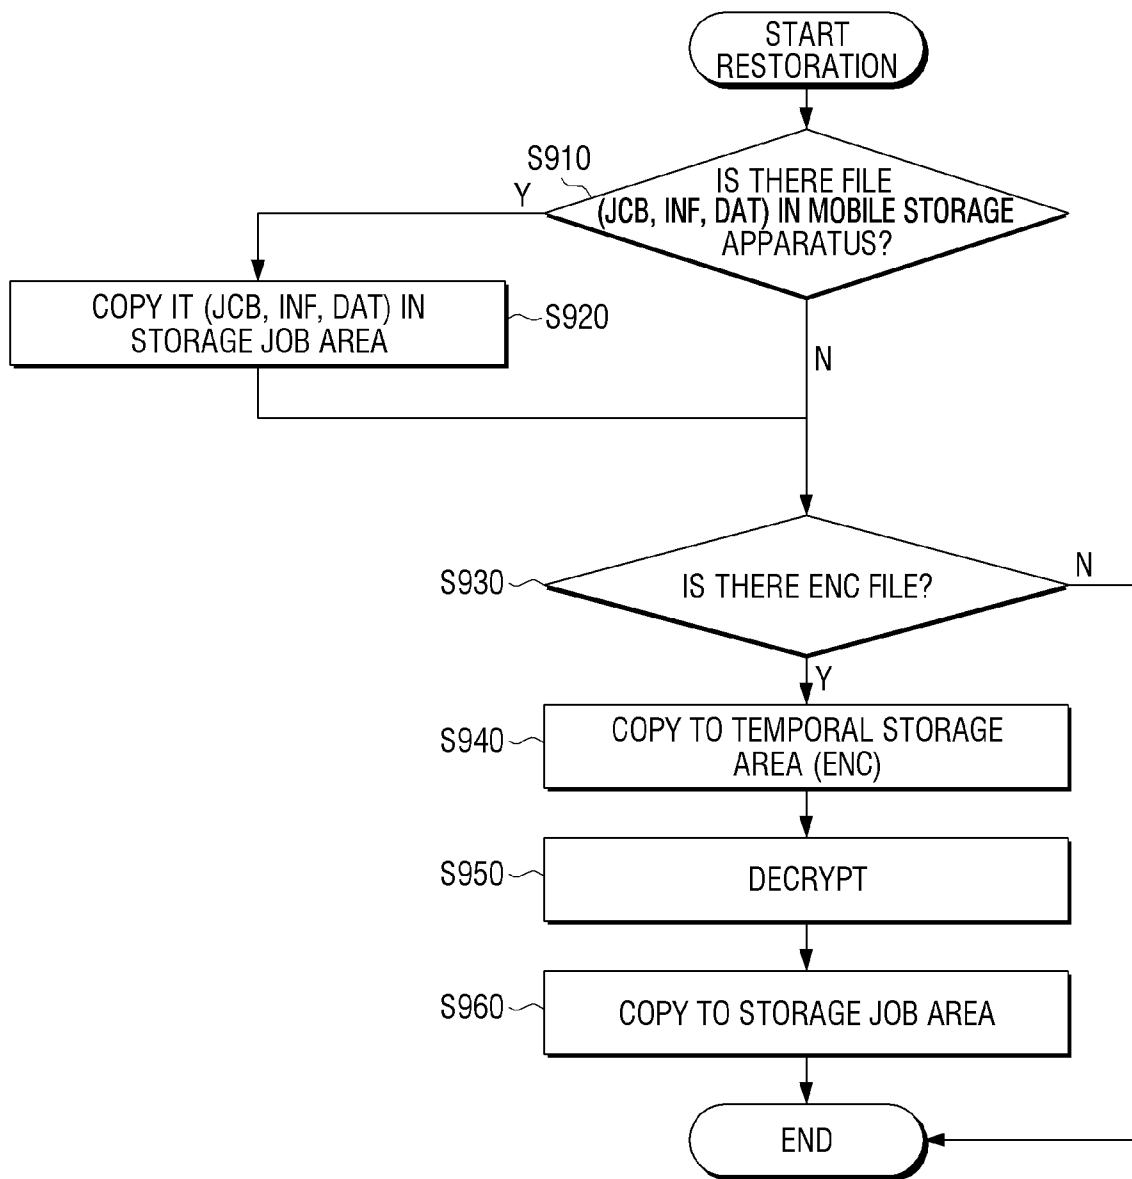 START
RESTORATION
S910
Y
IS THERE FILE
(JCB, INF, DAT) IN MOBILE STORAGE
APPARATUS?
COPY IT (JCB, INF, DAT) IN
STORAGE JOB AREA
S920
N
S930
IS THERE ENC FILE?
N
Y
S940
COPY TO TEMPORAL STORAGE
AREA (ENC)
S950
DECRYPT
S960
COPY TO STORAGE JOB AREA
END